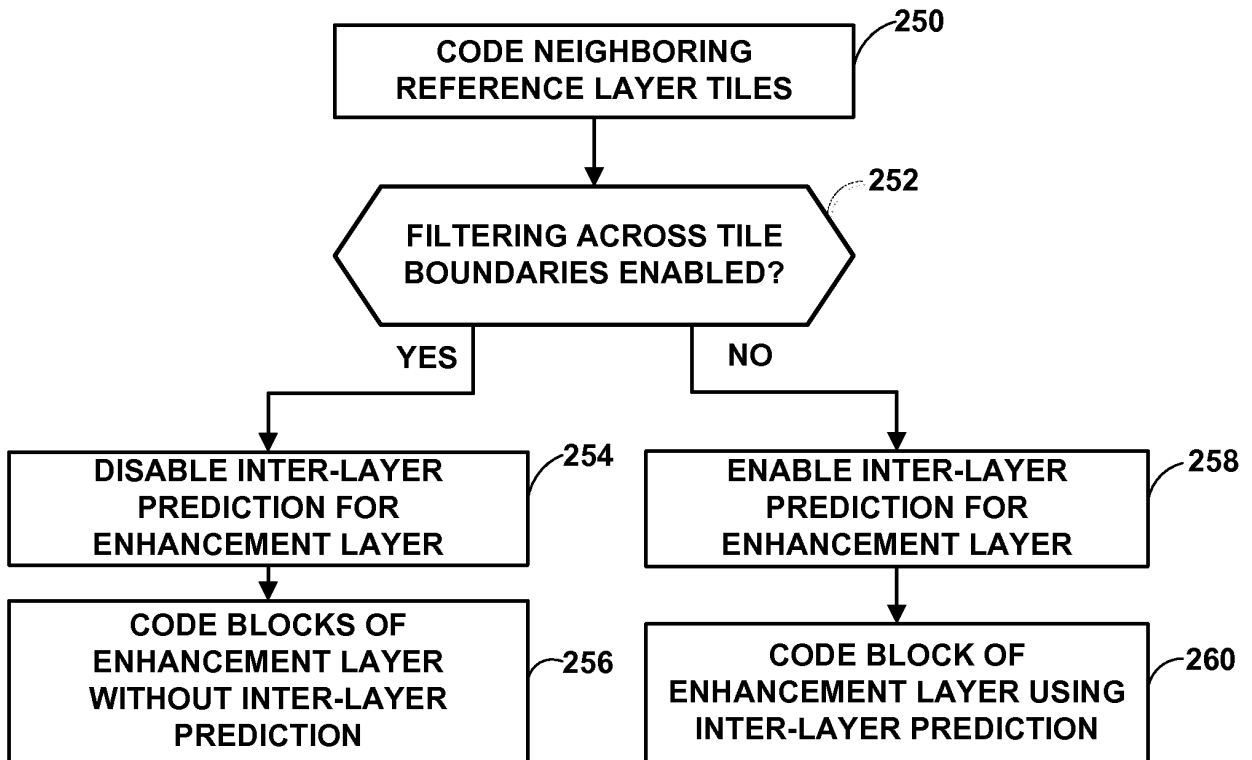 250
CODE NEIGHBORING
REFERENCE LAYER TILES
252
FILTERING ACROSS TILE
BOUNDARIES ENABLED?
YES
NO
254
DISABLE INTER-LAYER
PREDICTION FOR
ENHANCEMENT LAYER
258
ENABLE INTER-LAYER
PREDICTION FOR
ENHANCEMENT LAYER
256
CODE BLOCKS OF
ENHANCEMENT LAYER
WITHOUT INTER-LAYER
PREDICTION
260
CODE BLOCK OF
ENHANCEMENT LAYER USING
INTER-LAYER PREDICTION